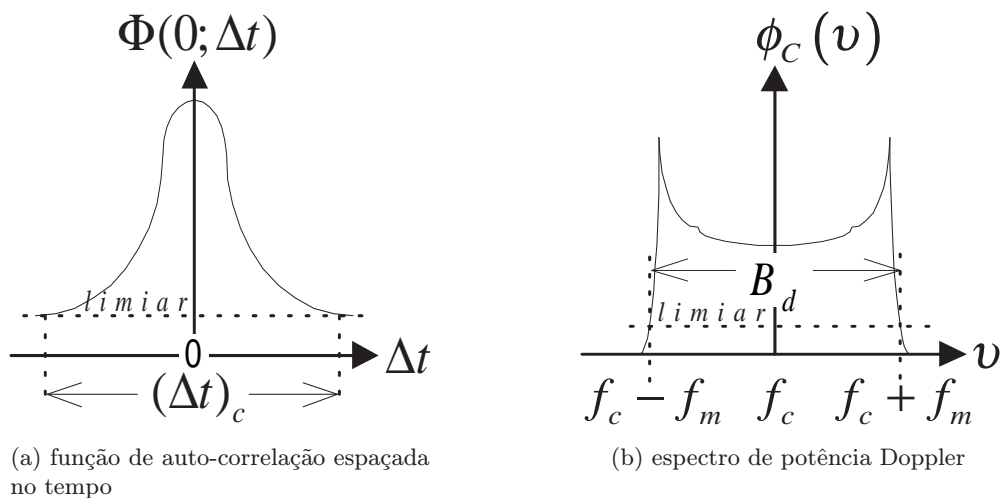 Φ(0; Δt)
limiar
0
Δt
(Δt)c
(a) função de auto-correlação espaçada
no tempo
ϕC (υ)
Bd
limiar
υ
fc − fm fc fc + fm
(b) espectro de potência Doppler